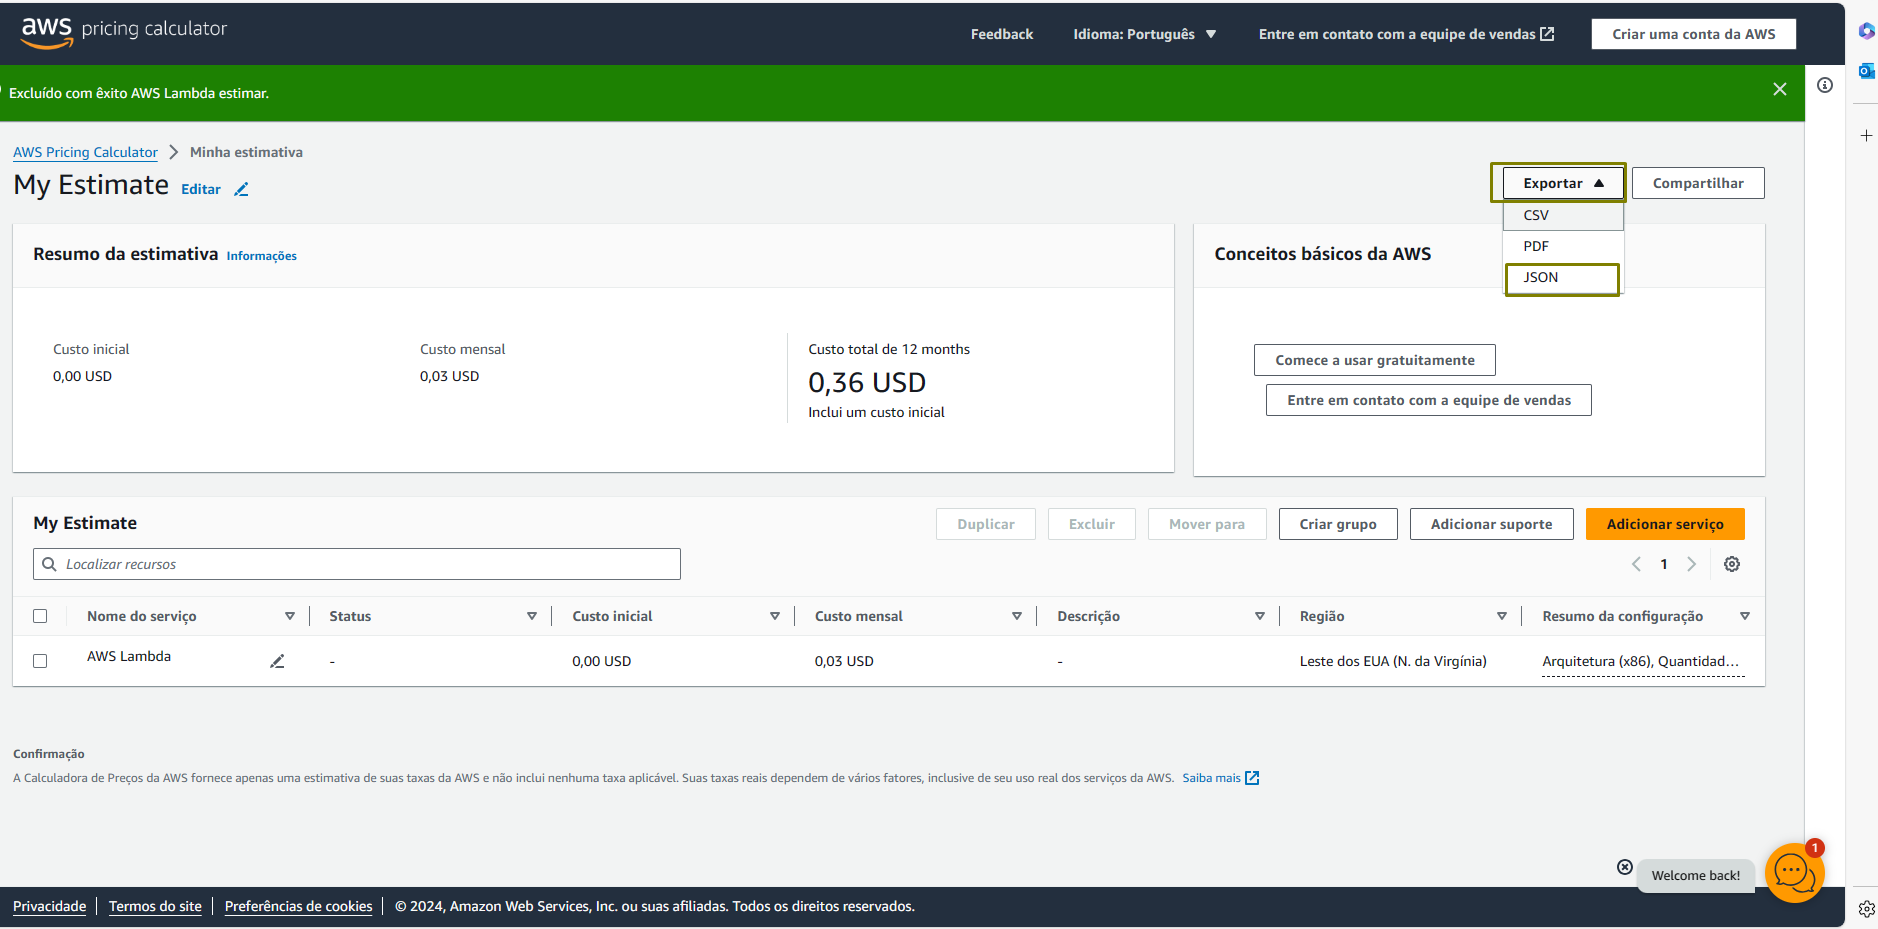 aws pricing calculator
Feedback
Idioma: Português
Entre em contato com a equipe de vendas
Criar uma conta da AWS
Excluído com êxito AWS Lambda estimar.
AWS Pricing Calculator
Minha estimativa
My Estimate
Editar
Exportar
Compartilhar
CSV
PDF
JSON
Resumo da estimativa
Informações
Custo inicial
0,00 USD
Custo mensal
0,03 USD
Custo total de 12 months
0,36 USD
Inclui um custo inicial
Conceitos básicos da AWS
Comece a usar gratuitamente
Entre em contato com a equipe de vendas
My Estimate
Duplicar
Excluir
Mover para
Criar grupo
Adicionar suporte
Adicionar serviço
Localizar recursos
1
Nome do serviço
Status
Custo inicial
Custo mensal
Descrição
Região
Resumo da configuração
AWS Lambda
-
0,00 USD
0,03 USD
-
Leste dos EUA (N. da Virgínia)
Arquitetura (x86), Quantidad...
Confirmação
A Calculadora de Preços da AWS fornece apenas uma estimativa de suas taxas da AWS e não inclui nenhuma taxa aplicável. Suas taxas reais dependem de vários fatores, inclusive de seu uso real dos serviços da AWS. Saiba mais
Welcome back!
1
Privacidade
Termos do site
Preferências de cookies
© 2024, Amazon Web Services, Inc. ou suas afiliadas. Todos os direitos reservados.